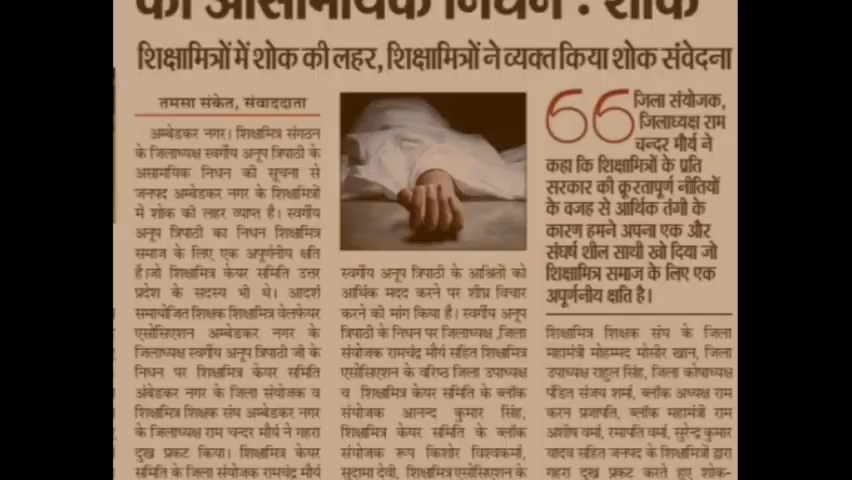 का आसामायिक निधन : शोक
शिक्षामित्रों में शोक की लहर, शिक्षामित्रों ने व्यक्त किया शोक संवेदना
तमसा संकेत, संवाददाता
अम्बेडकर नगर। शिक्षामित्र संगठन
के जिलाध्यक्ष स्वर्गीय अनूप त्रिपाठी के
असामयिक निधन की सूचना से
जनपद अम्बेडकर नगर के शिक्षामित्रों
में शोक की लहर व्याप्त है। स्वर्गीय
अनूप त्रिपाठी का निधन शिक्षामित्र
समाज के लिए एक अपूर्णनीय क्षति
है।जो शिक्षामित्र केयर समिति उत्तर
प्रदेश के सदस्य भी थे। आदर्श
समायोजित शिक्षक शिक्षामित्र वेलफेयर
एसोसिएशन अम्बेडकर नगर के
जिलाध्यक्ष स्वर्गीय अनूप त्रिपाठी जी के
निधन पर शिक्षामित्र केयर समिति
अंबेडकर नगर के जिला संयोजक व
शिक्षामित्र शिक्षक संघ अम्बेडकर नगर
के जिलाध्यक्ष राम चन्दर मौर्य ने गहरा
दुख प्रकट किया। शिक्षामित्र केयर
समिति के जिला संयोजक रामचंद्र मौर्य
स्वर्गीय अनूप त्रिपाठी के आश्रितों को
आर्थिक मदद करने पर शीघ्र विचार
करने की मांग किया है। स्वर्गीय अनूप
त्रिपाठी के निधन पर जिलाध्यक्ष ,जिला
संयोजक रामचंद्र मौर्य सहित शिक्षामित्र
एसोसिएशन के वरिष्ठ जिला उपाध्यक्ष
व शिक्षामित्र केयर समिति के ब्लॉक
संयोजक आनन्द कुमार सिंह,
शिक्षामित्र केयर समिति के ब्लॉक
संयोजक रूप किशोर विश्वकर्मा,
सुदामा देवी, शिक्षामित्र एसोसिएशन के
जिला संयोजक,
जिलाध्यक्ष राम
चन्दर मौर्य ने
कहा कि शिक्षामित्रों के प्रति
सरकार की क्रूरतापूर्ण नीतियों
के वजह से आर्थिक तंगी के
कारण हमने अपना एक और
संघर्ष शील साथी खो दिया जो
शिक्षामित्र समाज के लिए एक
अपूर्णनीय क्षति है।
शिक्षामित्र शिक्षक संघ के जिला
महामंत्री मोहम्मद मोसीर खान, जिला
उपाध्यक्ष राहुल सिंह, जिला कोषाध्यक्ष
पंडित संजय शर्मा, ब्लॉक अध्यक्ष राम
करन प्रजापति, ब्लॉक महामंत्री राम
अशोष वर्मा, रमापति वर्मा, सुरेन्द्र कुमार
यादव सहित जनपद के शिक्षामित्रों द्वारा
गहरा दुख प्रकट करते हुए शोक-